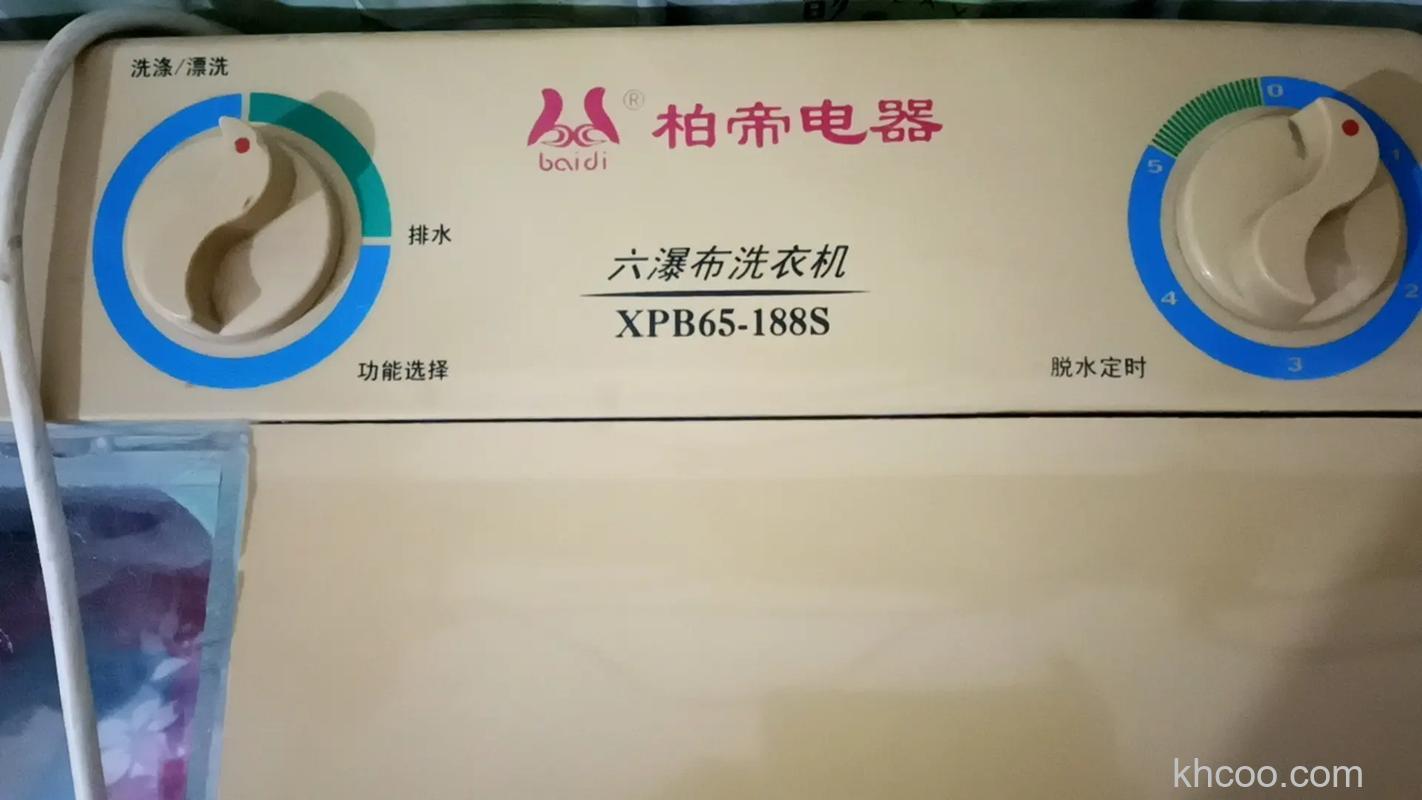 洗涤/漂洗
排水
功能选择
®
baidi
柏帝电器
六瀑布洗衣机
XPB65-188S
0
1
2
3
4
5
脱水定时
khcoo.com